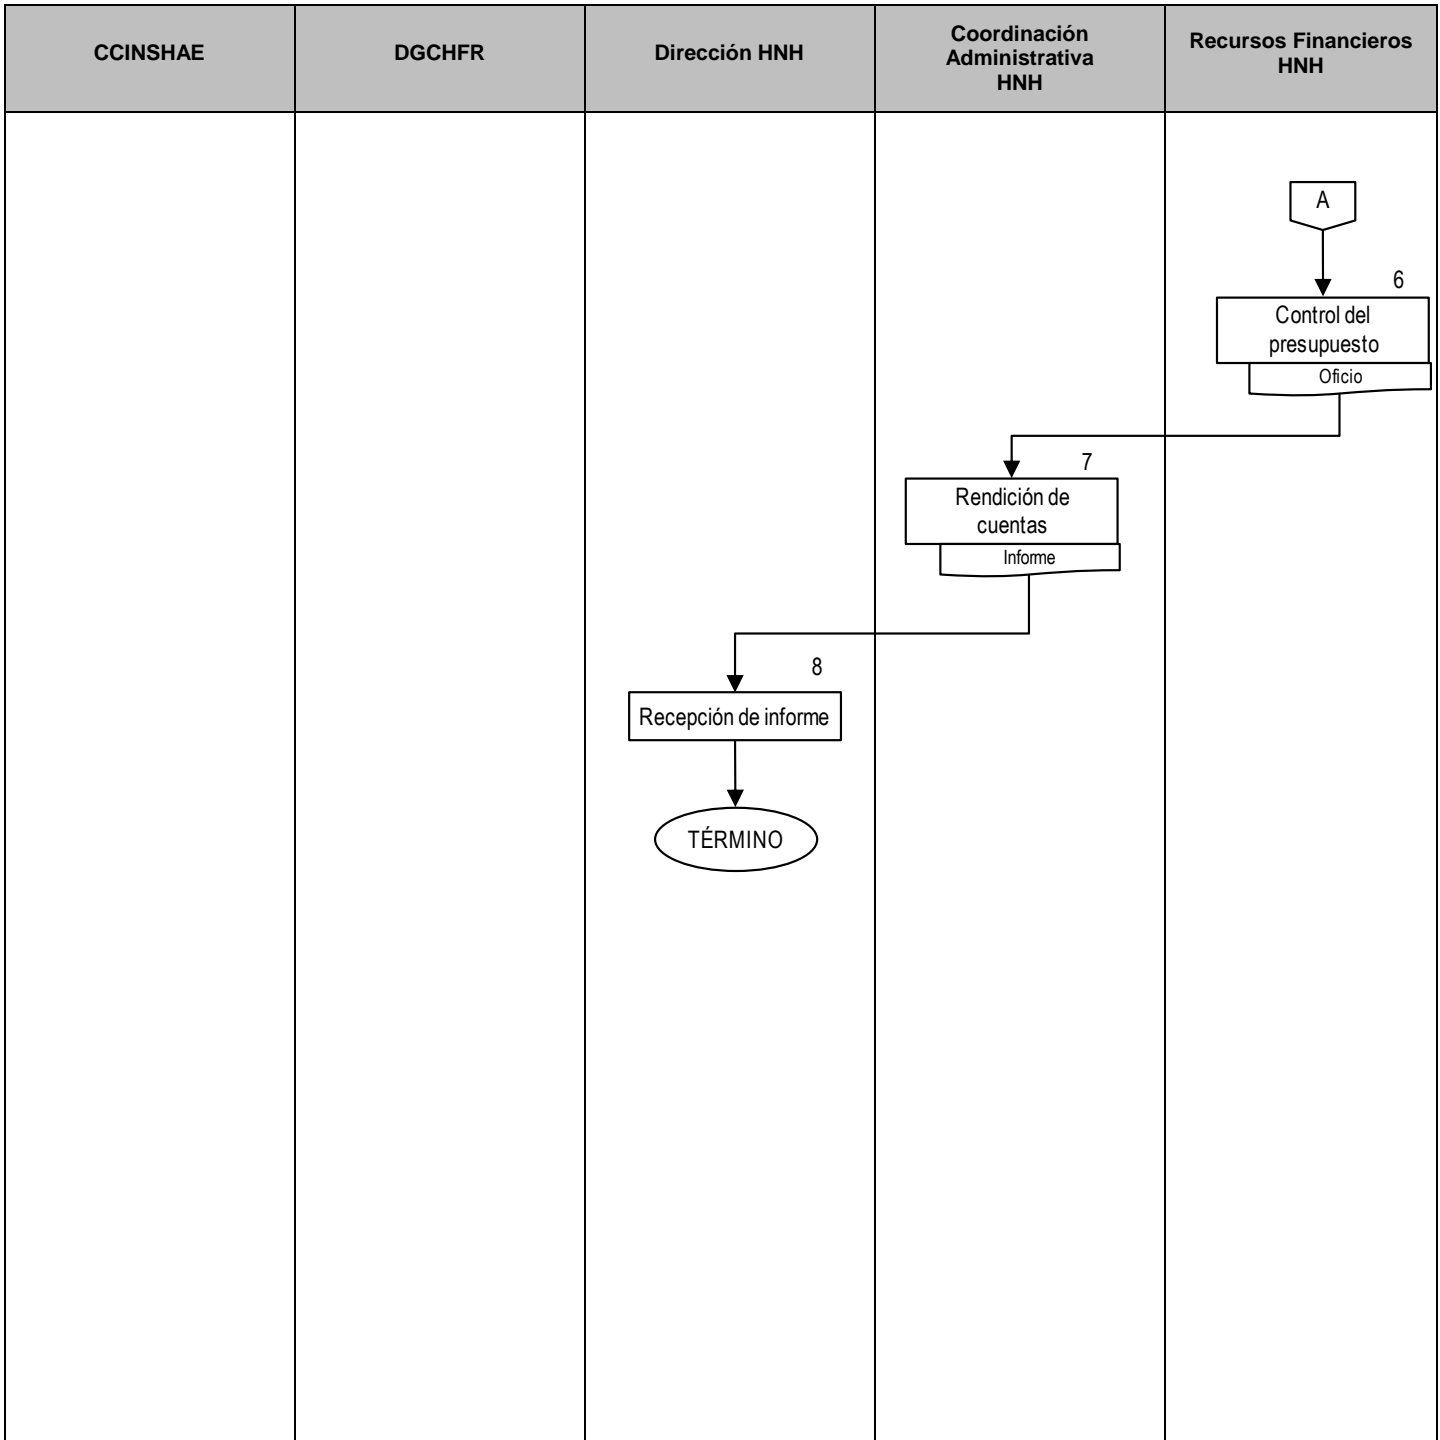 CCINSHAE
DGCHFR
Dirección HNH
Coordinación
Administrativa
HNH
Recursos Financieros
HNH
A
6
Control del
presupuesto
Oficio
7
Rendición de
cuentas
Informe
8
Recepción de informe
TÉRMINO